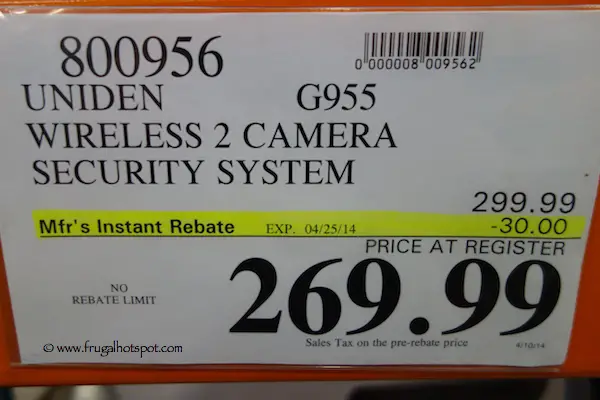 800956
0 000008 009562
UNIDEN G955
WIRELESS 2 CAMERA
SECURITY SYSTEM
299.99
Mfr's Instant Rebate EXP. 04/25/14 -30.00
PRICE AT REGISTER
NO
REBATE LIMIT
269.99
Sales Tax on the pre-rebate price 4/10/14
© www.frugalhotspot.com